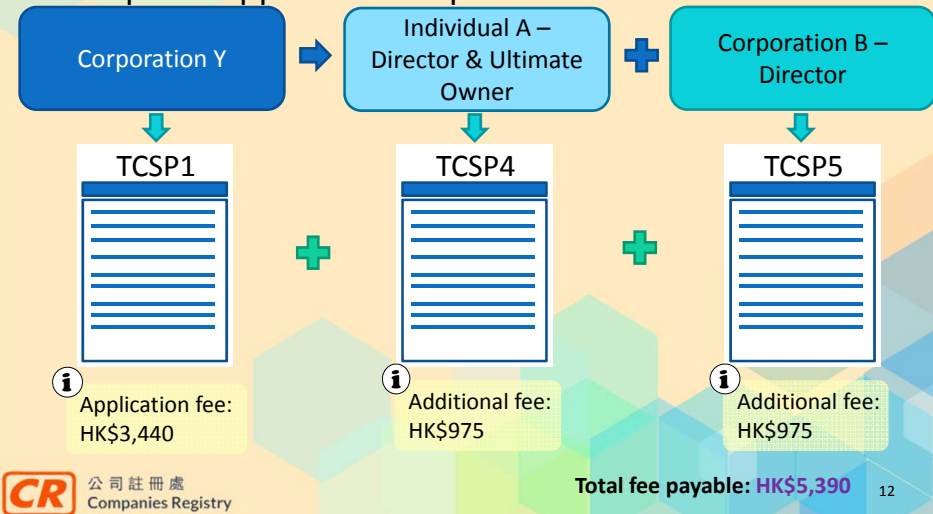 Corporation Y
Individual A –
Director & Ultimate
Owner
Corporation B –
Director
TCSP1
TCSP4
TCSP5
Application fee:
HK$3,440
Additional fee:
HK$975
Additional fee:
HK$975
CR
公司註冊處
Companies Registry
Total fee payable: HK$5,390
12